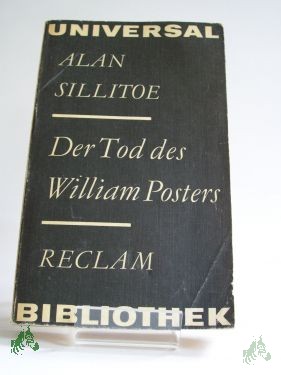 UNIVERSAL
ALAN
SILLITOE
Der Tod des
William Posters
RECLAM
BIBLIOTHEK